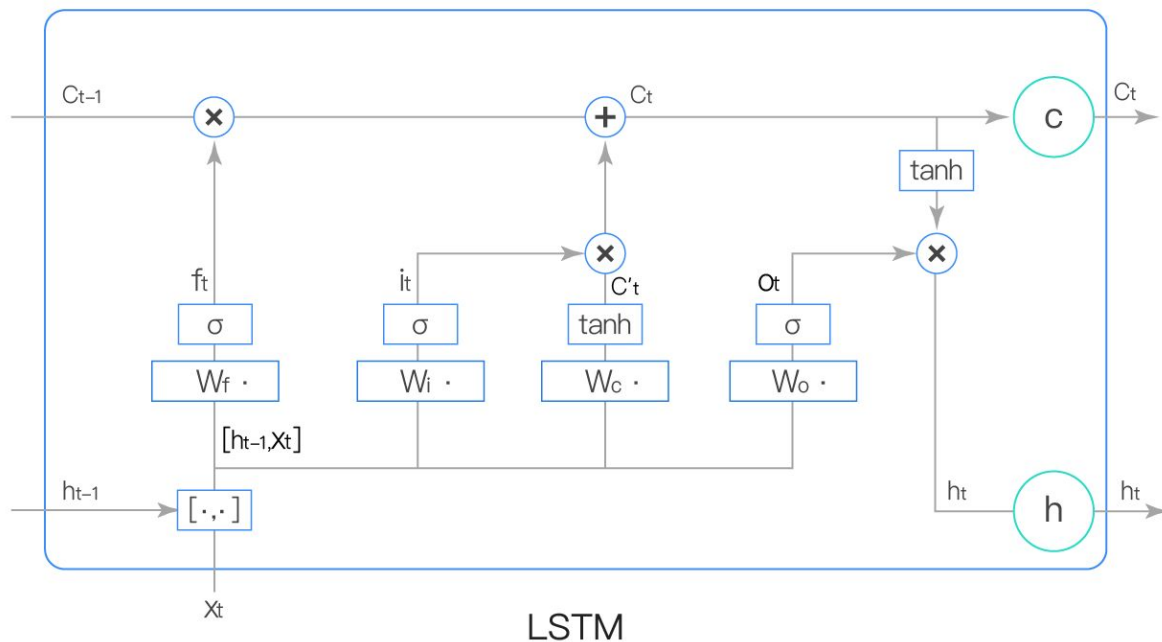 Ct-1
Ct
c
Ct
tanh
ft
it
C't
Ot
σ
σ
tanh
σ
Wf ·
Wi ·
Wc ·
Wo ·
[ht-1,Xt]
ht-1
[·,·]
ht
h
ht
Xt
LSTM